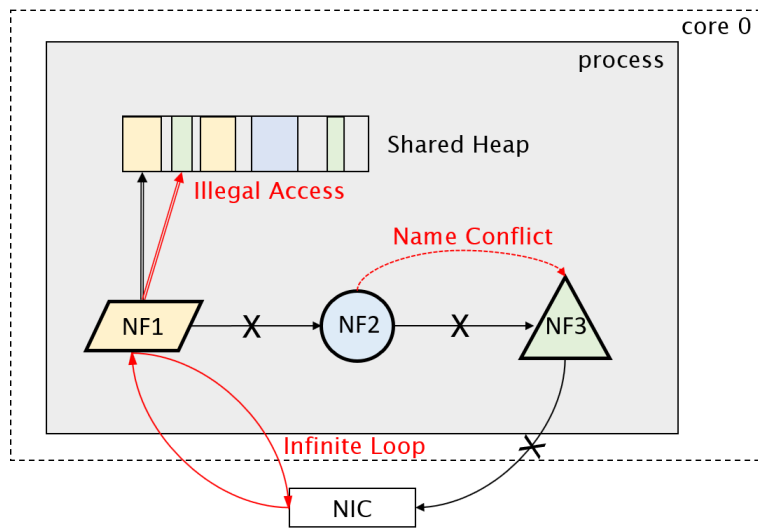 core 0
process
Shared Heap
Illegal Access
Name Conflict
NF1
X
NF2
X
NF3
Infinite Loop
X
NIC